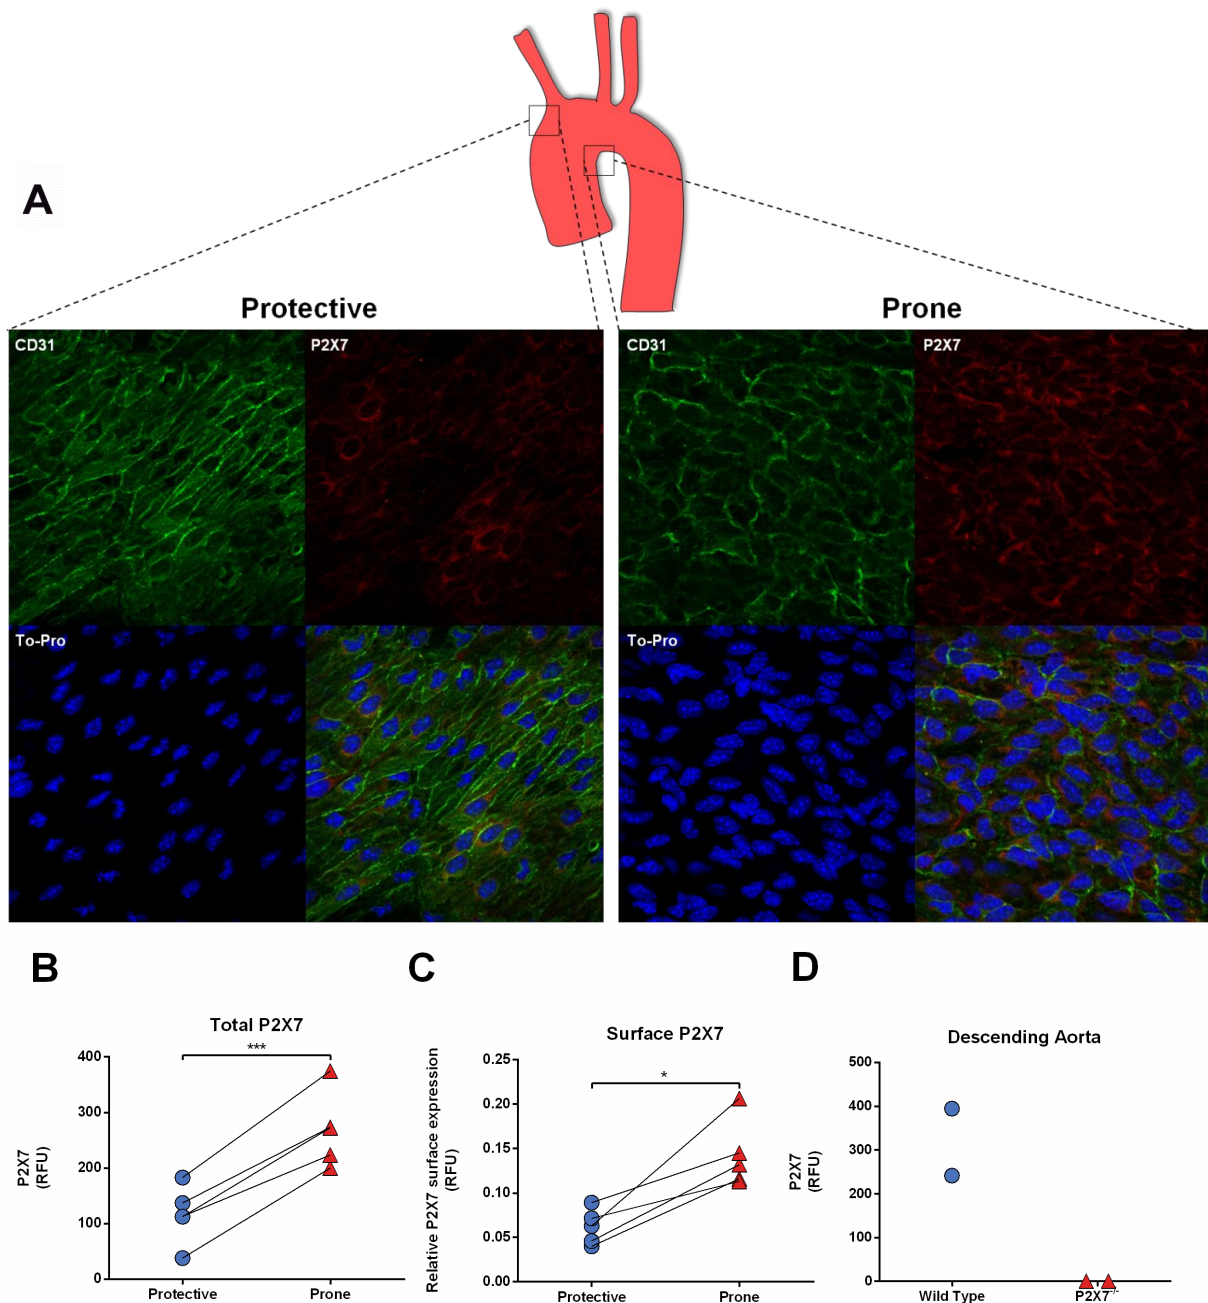 A
Protective
Prone
CD31
P2X7
CD31
P2X7
To-Pro
To-Pro
B
C
D
Total P2X7
***
400
300
200
100
0
P2X7
(RFU)
Protective
Prone
Surface P2X7
*
0.25
0.20
0.15
0.10
0.05
0.00
Relative P2X7 surface expression
(RFU)
Protective
Prone
Descending Aorta
500
400
300
200
100
0
P2X7
(RFU)
Wild Type
P2X7-/-